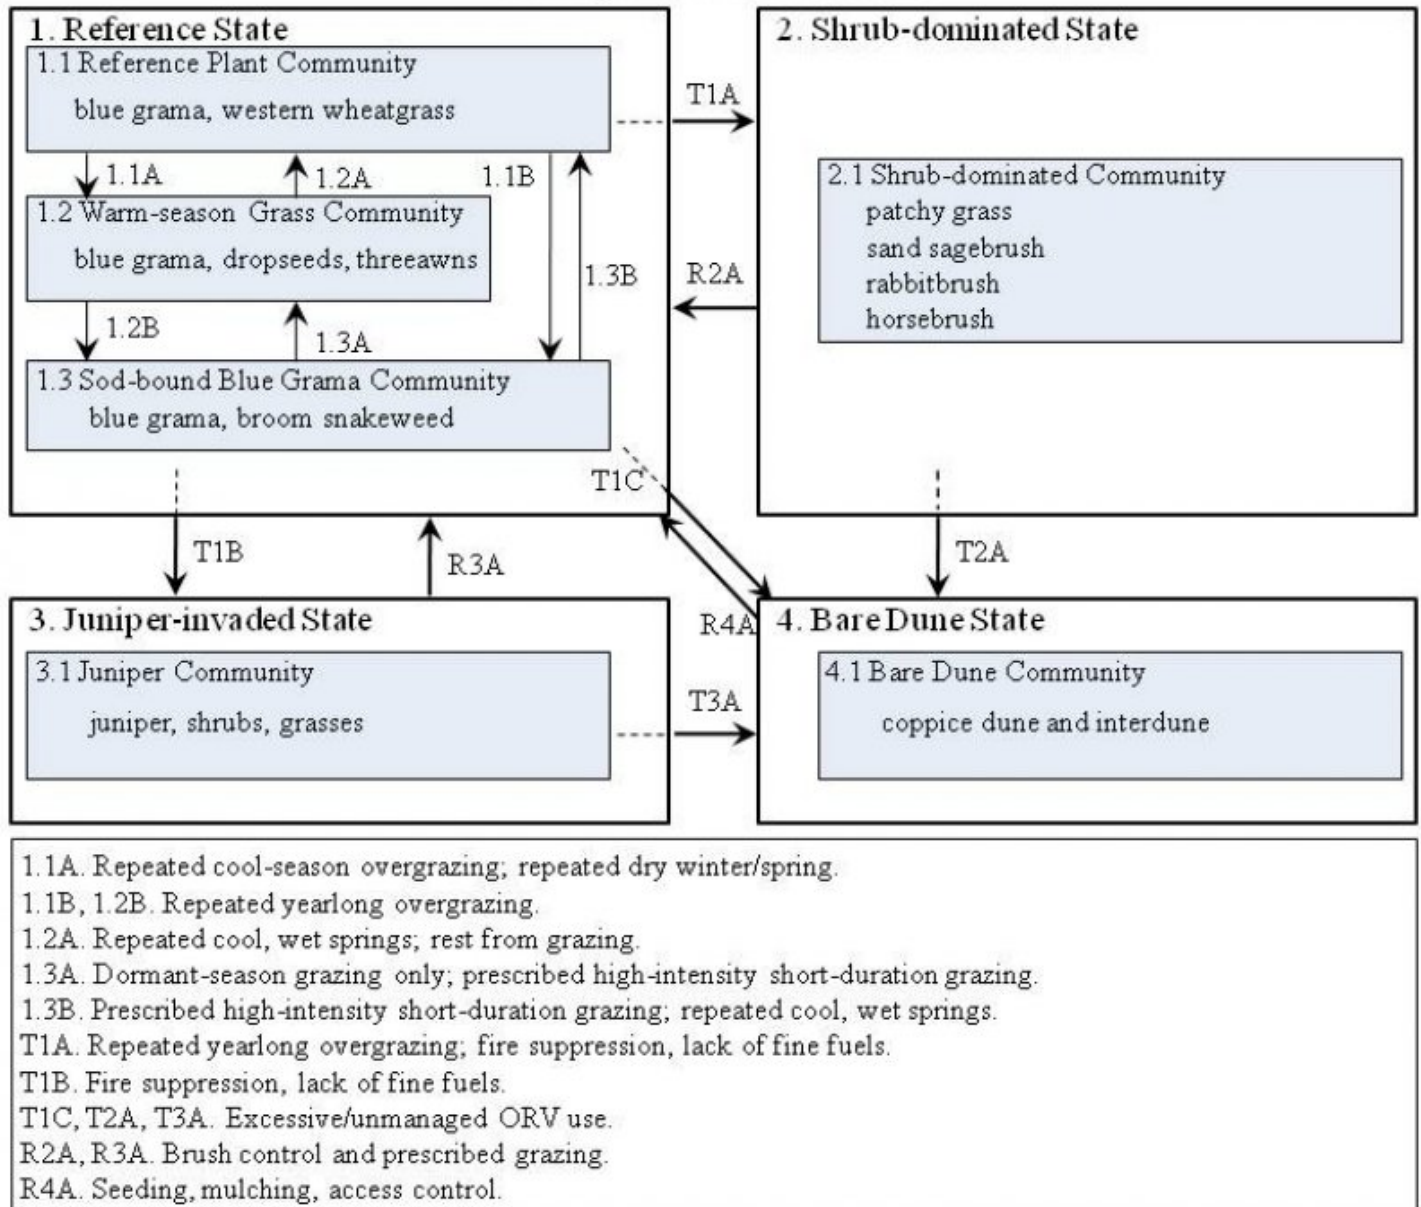 1. Reference State
1.1 Reference Plant Community
blue grama, western wheatgrass
1.1A
1.2A
1.1B
1.2 Warm-season Grass Community
blue grama, dropseeds, threeawns
1.3B
1.2B
1.3A
1.3 Sod-bound Blue Grama Community
blue grama, broom snakeweed
T1A
R2A
2. Shrub-dominated State
2.1 Shrub-dominated Community
patchy grass
sand sagebrush
rabbitbrush
horsebrush
T1C
T1B
R3A
R4A
T2A
3. Juniper-invaded State
3.1 Juniper Community
juniper, shrubs, grasses
T3A
4. Bare Dune State
4.1 Bare Dune Community
coppice dune and interdune
1.1A. Repeated cool-season overgrazing; repeated dry winter/spring.
1.1B, 1.2B. Repeated yearlong overgrazing.
1.2A. Repeated cool, wet springs; rest from grazing.
1.3A. Dormant-season grazing only; prescribed high-intensity short-duration grazing.
1.3B. Prescribed high-intensity short-duration grazing; repeated cool, wet springs.
T1A. Repeated yearlong overgrazing; fire suppression, lack of fine fuels.
T1B. Fire suppression, lack of fine fuels.
T1C, T2A, T3A. Excessive/unmanaged ORV use.
R2A, R3A. Brush control and prescribed grazing.
R4A. Seeding, mulching, access control.